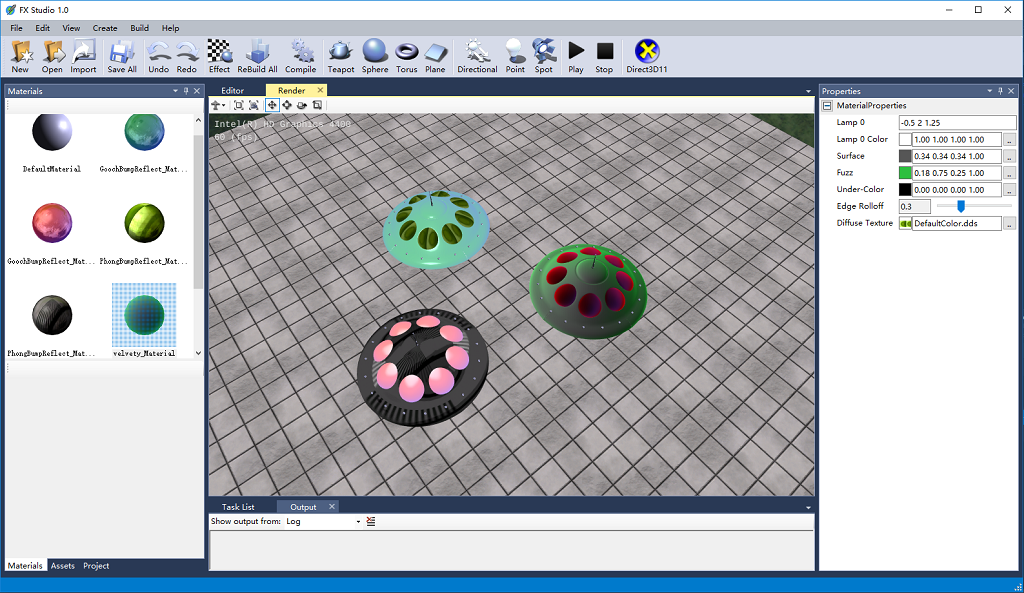 FX Studio 1.0
File Edit View Create Build Help
New Open Import Save All Undo Redo Effect ReBuild All Compile Teapot Sphere Torus Plane Directional Point Spot Play Stop Direct3D11
Materials
DefaultMaterial GoochBumpReflect_Mat...
GoochBumpReflect_Mat... PhongBumpReflect_Mat...
PhongBumpReflect_Mat... velvety_Material
Materials Assets Project
Editor Render
Intel(R) HD Graphics 4400
60 (fps)
Task List Output
Show output from: Log
Properties
MaterialProperties
Lamp 0 -0.5 2 1.25
Lamp 0 Color 1.00 1.00 1.00 1.00 ..
Surface 0.34 0.34 0.34 1.00 ..
Fuzz 0.18 0.75 0.25 1.00 ..
Under-Color 0.00 0.00 0.00 1.00 ..
Edge Rolloff 0.3
Diffuse Texture DefaultColor.dds ..